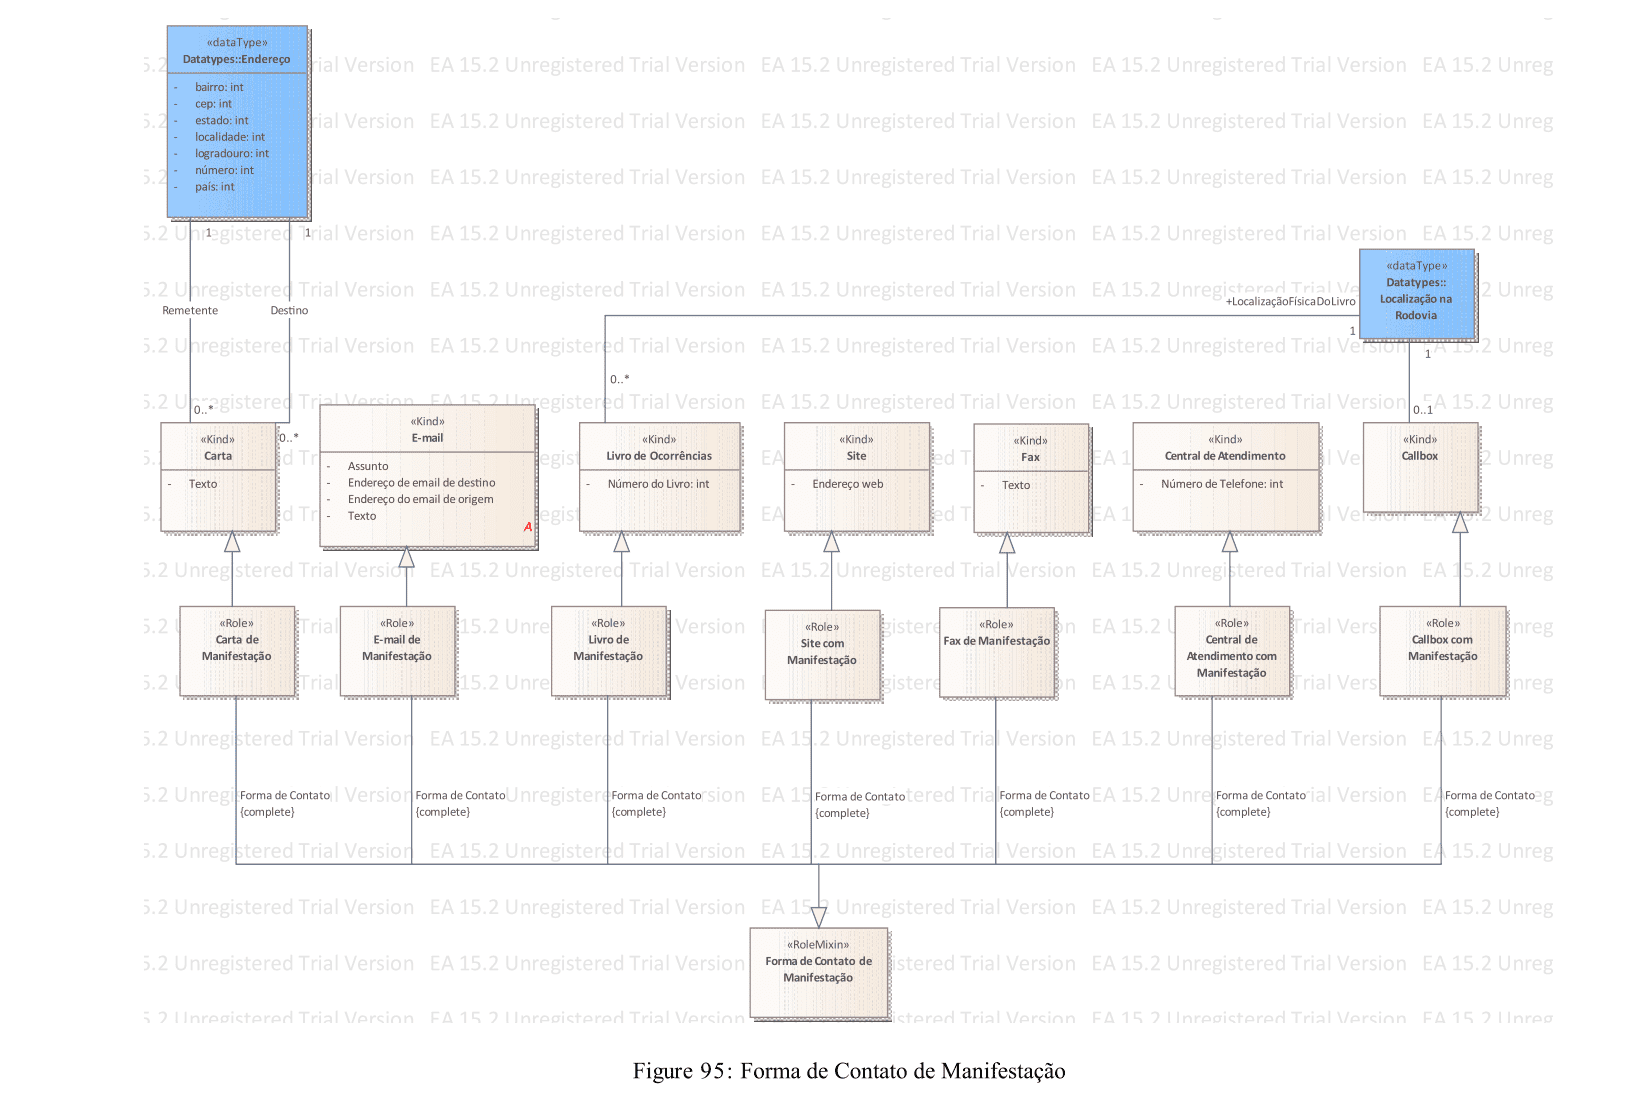 «dataType»
Datatypes::Endereço
- bairro: int
- cep: int
- estado: int
- localidade: int
- logradouro: int
- número: int
- país: int
1
1
Remetente
Destino
0..*
0..*
«dataType»
Datatypes::
Localização na
Rodovia
+LocalizaçãoFísicaDoLivro
1
1
0..*
0..1
«Kind»
Carta
- Texto
«Kind»
E-mail
- Assunto
- Endereço de email de destino
- Endereço do email de origem
- Texto
A
«Kind»
Livro de Ocorrências
- Número do Livro: int
«Kind»
Site
- Endereço web
«Kind»
Fax
- Texto
«Kind»
Central de Atendimento
- Número de Telefone: int
«Kind»
Callbox
«Role»
Carta de
Manifestação
«Role»
E-mail de
Manifestação
«Role»
Livro de
Manifestação
«Role»
Site com
Manifestação
«Role»
Fax de Manifestação
«Role»
Central de
Atendimento com
Manifestação
«Role»
Callbox com
Manifestação
Forma de Contato
{complete}
Forma de Contato
{complete}
Forma de Contato
{complete}
Forma de Contato
{complete}
Forma de Contato
{complete}
Forma de Contato
{complete}
Forma de Contato
{complete}
«RoleMixin»
Forma de Contato de
Manifestação
EA 15.2 Unregistered Trial Version
Figure 95: Forma de Contato de Manifestação